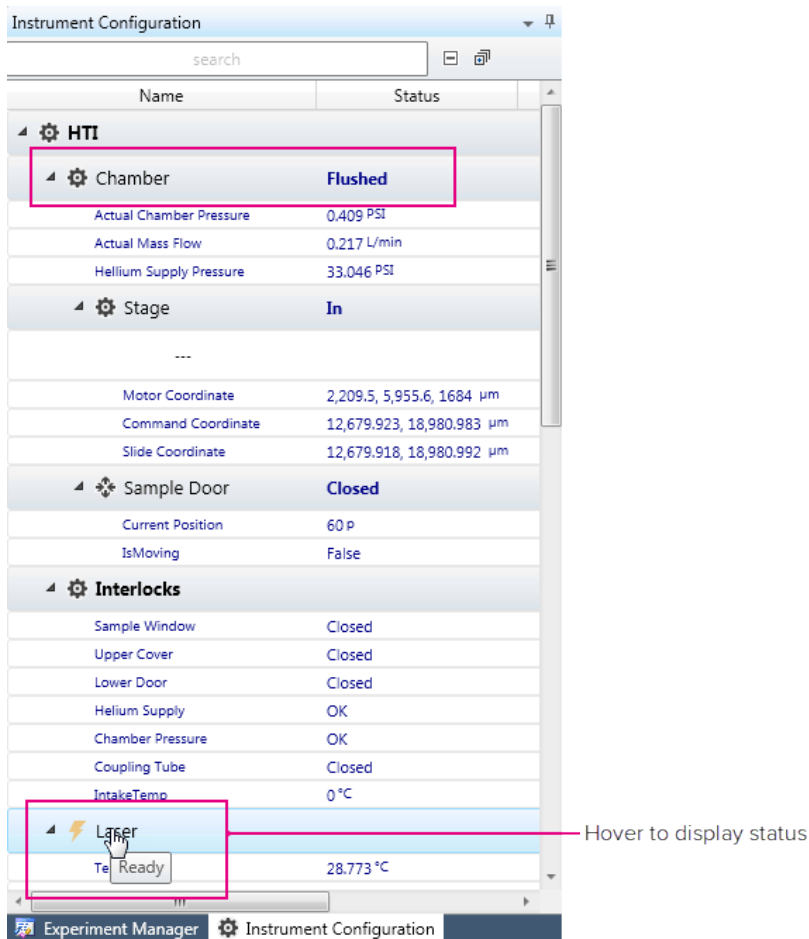 Instrument Configuration
search
Name Status
HTI
Chamber Flushed
Actual Chamber Pressure 0.409 PSI
Actual Mass Flow 0.217 L/min
Hellium Supply Pressure 33.046 PSI
Stage In
---
Motor Coordinate 2,209.5, 5,955.6, 1684 µm
Command Coordinate 12,679.923, 18,980.983 µm
Slide Coordinate 12,679.918, 18,980.992 µm
Sample Door Closed
Current Position 60 p
IsMoving False
Interlocks
Sample Window Closed
Upper Cover Closed
Lower Door Closed
Helium Supply OK
Chamber Pressure OK
Coupling Tube Closed
IntakeTemp 0 °C
Laser
Hover to display status
Te Ready 28.773 °C
Experiment Manager Instrument Configuration